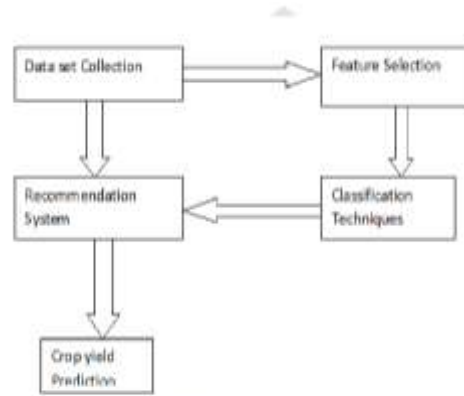 Data set Collection
Feature Selection
Recommendation
System
Classification
Techniques
Crop yield
Prediction